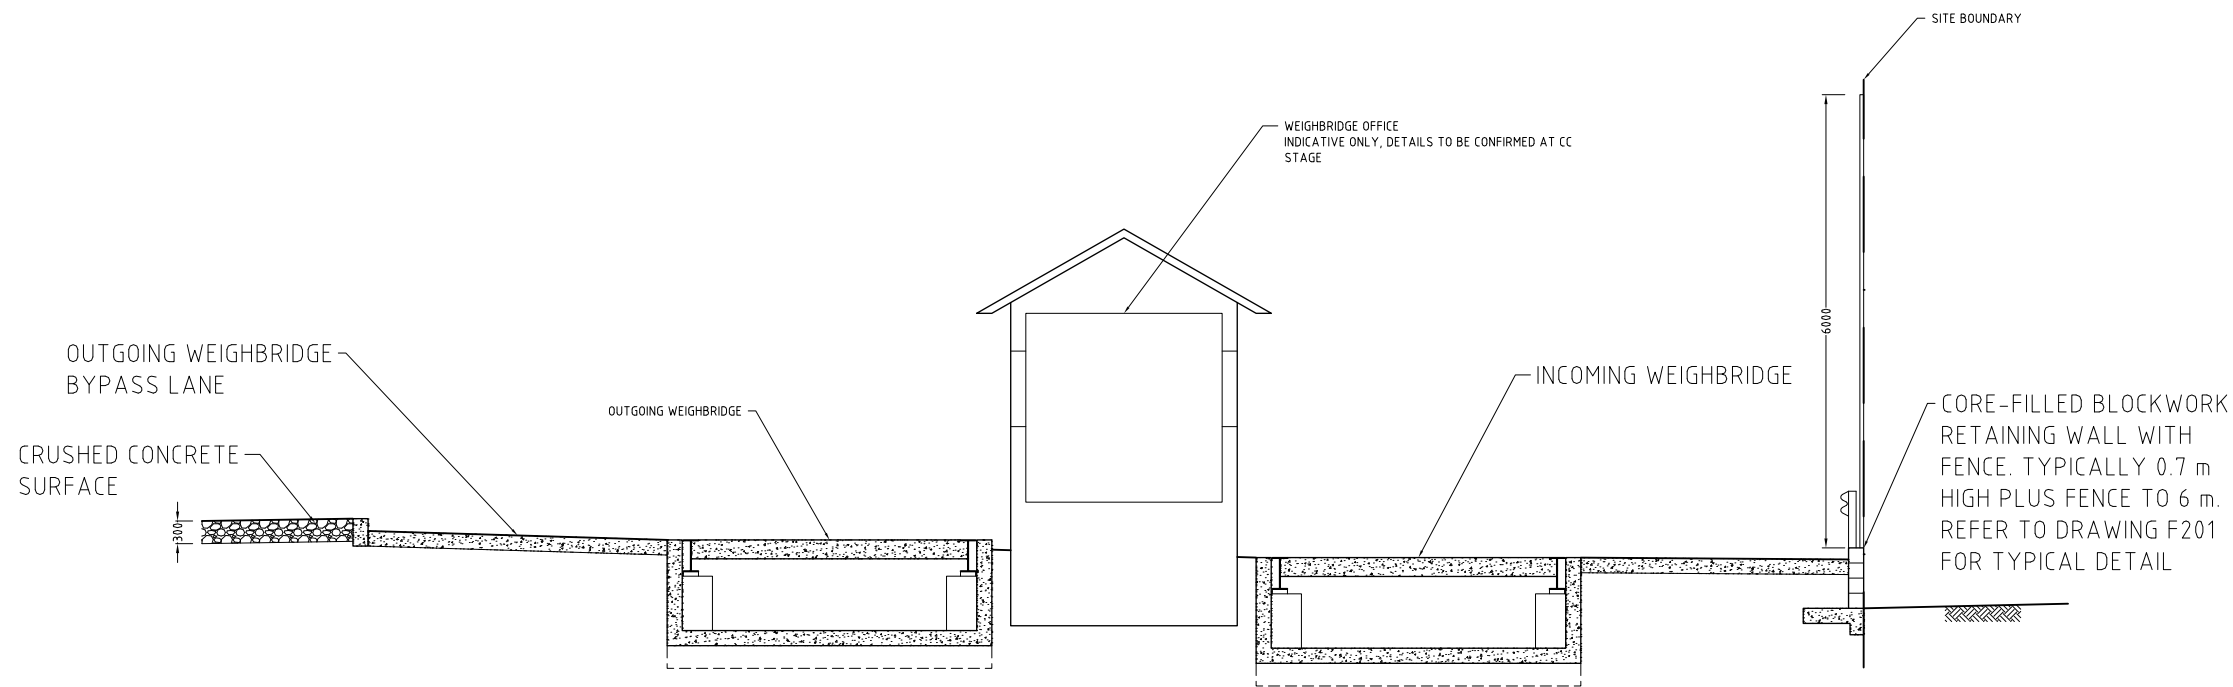 SITE BOUNDARY
WEIGHBRIDGE OFFICE
INDICATIVE ONLY, DETAILS TO BE CONFIRMED AT CC
STAGE
6000
OUTGOING WEIGHBRIDGE
BYPASS LANE
INCOMING WEIGHBRIDGE
OUTGOING WEIGHBRIDGE
CORE-FILLED BLOCKWORK
RETAINING WALL WITH
FENCE. TYPICALLY 0.7 m
HIGH PLUS FENCE TO 6 m.
REFER TO DRAWING F201
FOR TYPICAL DETAIL
CRUSHED CONCRETE
SURFACE
300